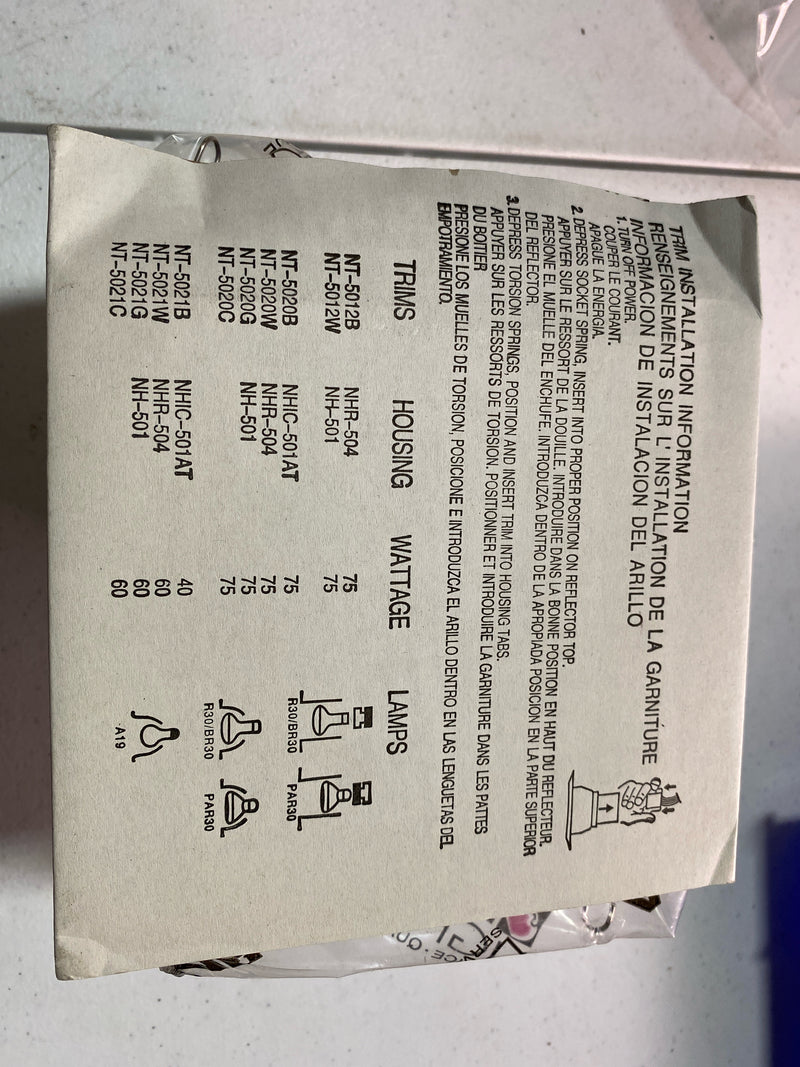 TRIM INSTALLATION INFORMATION
RENSEIGNEMENTS SUR L' INSTALLATION DE LA GARNITURE
INFORMACION DE INSTALACION DEL ARILLO
1. TURN OFF POWER.
COUPER LE COURANT.
APAGUE LA ENERGIA.
2. DEPRESS SOCKET SPRING, INSERT INTO PROPER POSITION ON REFLECTOR TOP.
APPUYER SUR LE RESSORT DE LA DOUILLE. INTRODUIRE DANS LA BONNE POSITION EN HAUT DU REFLECTEUR.
PRESIONE EL MUELLE DEL ENCHUFE. INTRODUZCA DENTRO DE LA APROPIADA POSICION EN LA PARTE SUPERIOR
DEL REFLECTOR.
3. DEPRESS TORSION SPRINGS, POSITION AND INSERT TRIM INTO HOUSING TABS.
APPUYER SUR LES RESSORTS DE TORSION. POSITIONNER ET INTRODUIRE LA GARNITURE DANS LES PATTES
DU BOITIER
PRESIONE LOS MUELLES DE TORSION, POSICIONE E INTRODUZCA EL ARILLO DENTRO EN LAS LENGUETAS DEL
EMPOTRAMIENTO.
TRIMS HOUSING WATTAGE LAMPS
NT-5012B NHR-504 75
NT-5012W NH-501 75
R30/BR30 PAR30
NT-5020B NHIC-501AT 75
NT-5020W NHR-504 75
NT-5020G NH-501 75
NT-5020C 75
R30/BR30 PAR30
NT-5021B NHIC-501AT 40
NT-5021W NHR-504 60
NT-5021G NH-501 60
NT-5021C 60
A19